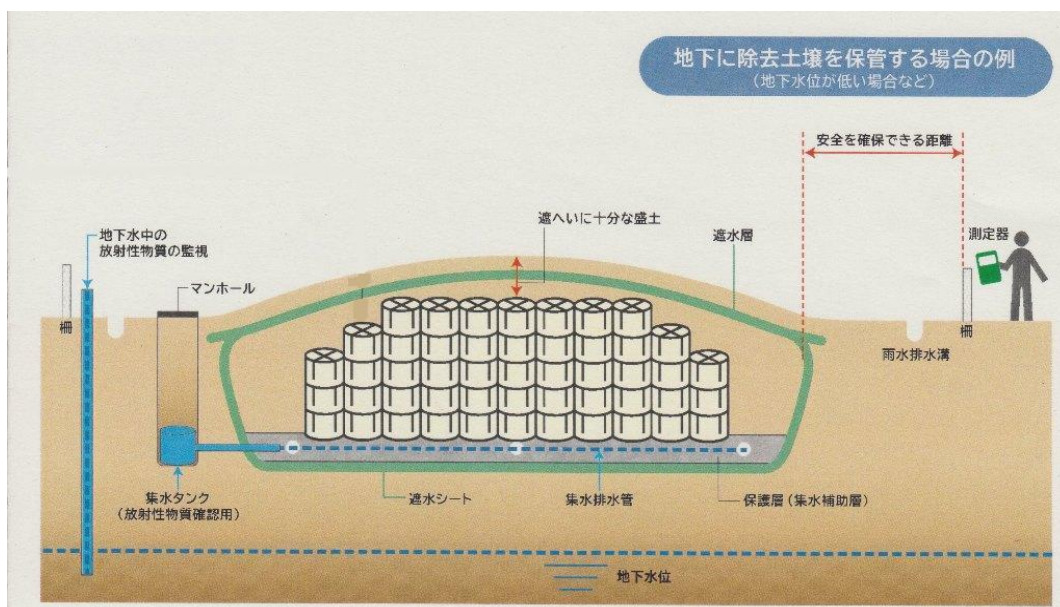 地下に除去土壌を保管する場合の例
（地下水位が低い場合など）
安全を確保できる距離
遮へいに十分な盛土
遮水層
測定器
地下水中の
放射性物質の監視
マンホール
柵
柵
雨水排水溝
集水タンク
（放射性物質確認用）
遮水シート
集水排水管
保護層（集水補助層）
地下水位